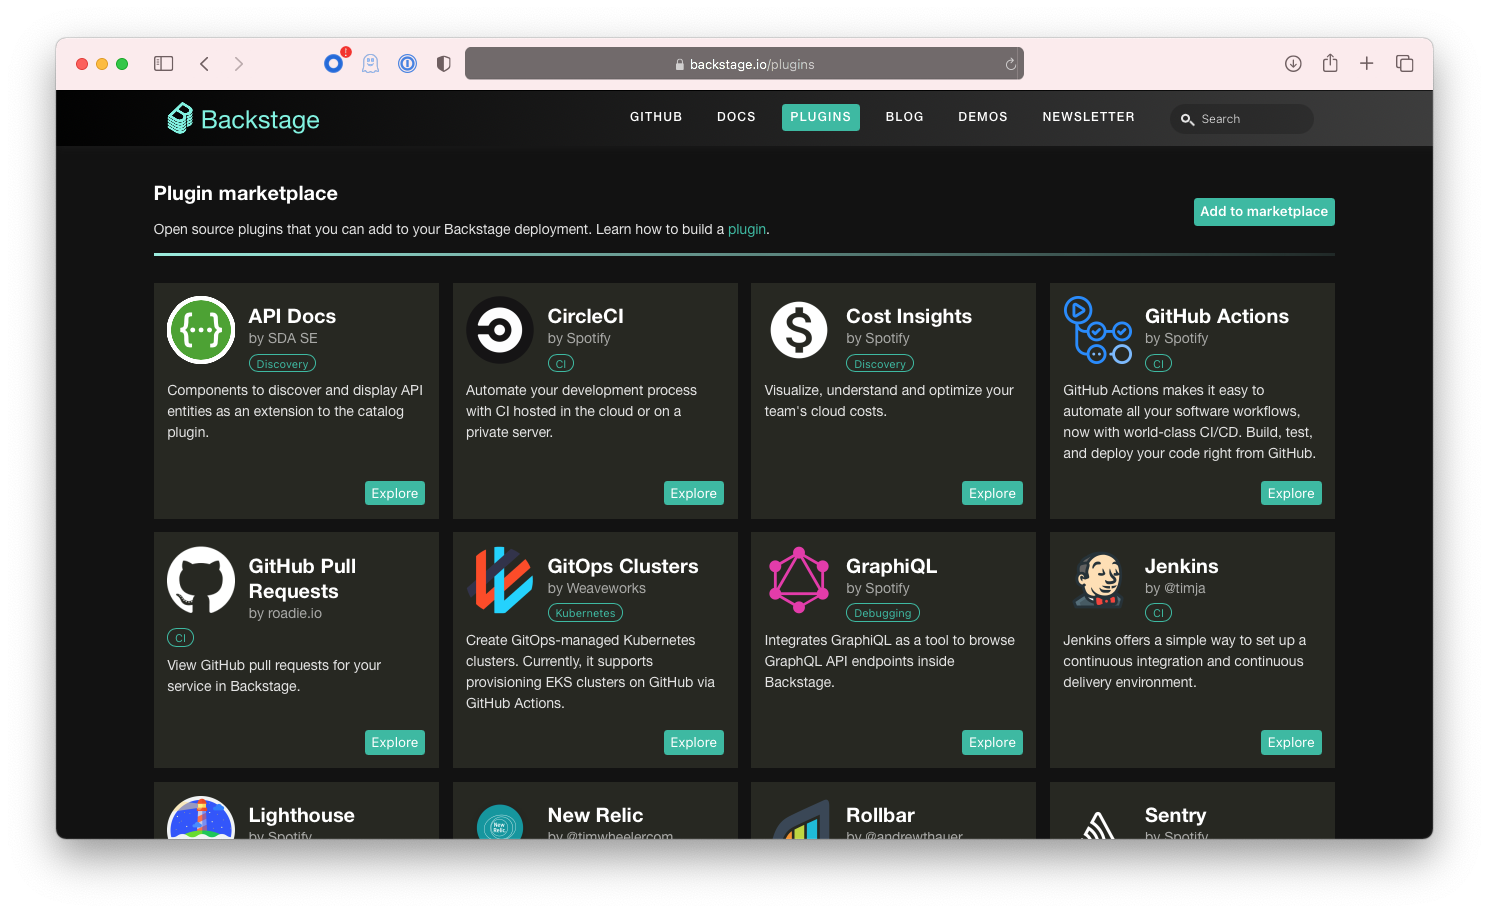 backstage.io/plugins
Backstage
GITHUB DOCS PLUGINS BLOG DEMOS NEWSLETTER Search
Plugin marketplace
Add to marketplace
Open source plugins that you can add to your Backstage deployment. Learn how to build a plugin.
API Docs
by SDA SE
Discovery
Components to discover and display API
entities as an extension to the catalog
plugin.
Explore
CircleCI
by Spotify
CI
Automate your development process
with CI hosted in the cloud or on a
private server.
Explore
Cost Insights
by Spotify
Discovery
Visualize, understand and optimize your
team's cloud costs.
Explore
GitHub Actions
by Spotify
CI
GitHub Actions makes it easy to
automate all your software workflows,
now with world-class CI/CD. Build, test,
and deploy your code right from GitHub.
Explore
GitHub Pull
Requests
by roadie.io
CI
View GitHub pull requests for your
service in Backstage.
Explore
GitOps Clusters
by Weaveworks
Kubernetes
Create GitOps-managed Kubernetes
clusters. Currently, it supports
provisioning EKS clusters on GitHub via
GitHub Actions.
Explore
GraphiQL
by Spotify
Debugging
Integrates GraphiQL as a tool to browse
GraphQL API endpoints inside
Backstage.
Explore
Jenkins
by @timja
CI
Jenkins offers a simple way to set up a
continuous integration and continuous
delivery environment.
Explore
Lighthouse
by Spotify
New Relic
New Relic
by @timwheelercom
Rollbar
by @andrewthauer
Sentry
by Spotify